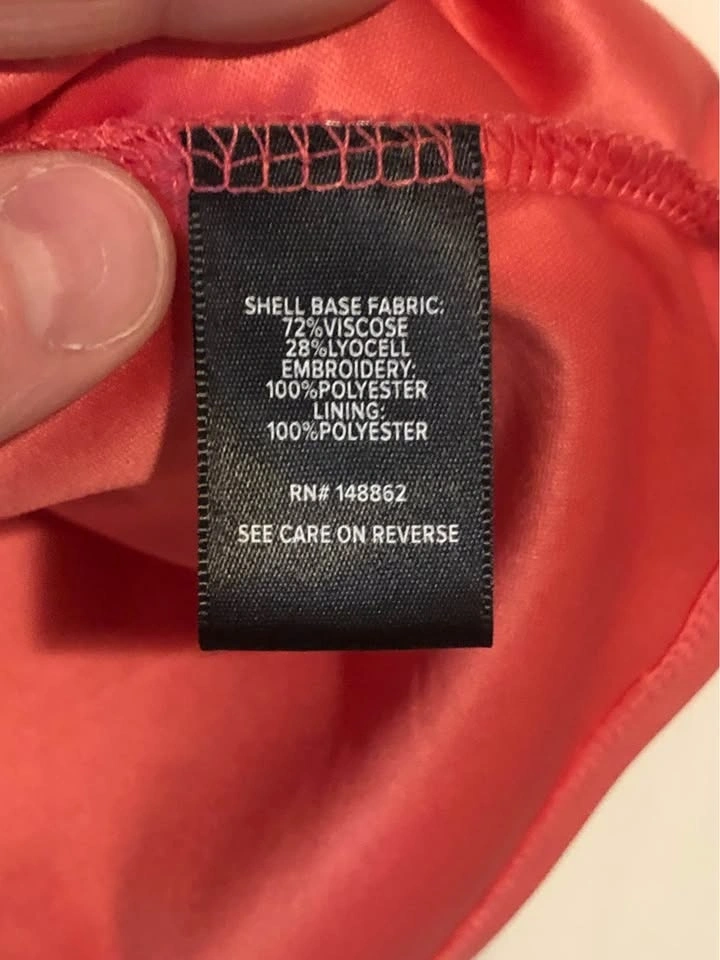 SHELL BASE FABRIC:
72%VISCOSE
28%LYOCELL
EMBROIDERY:
100%POLYESTER
LINING:
100%POLYESTER
RN# 148862
SEE CARE ON REVERSE